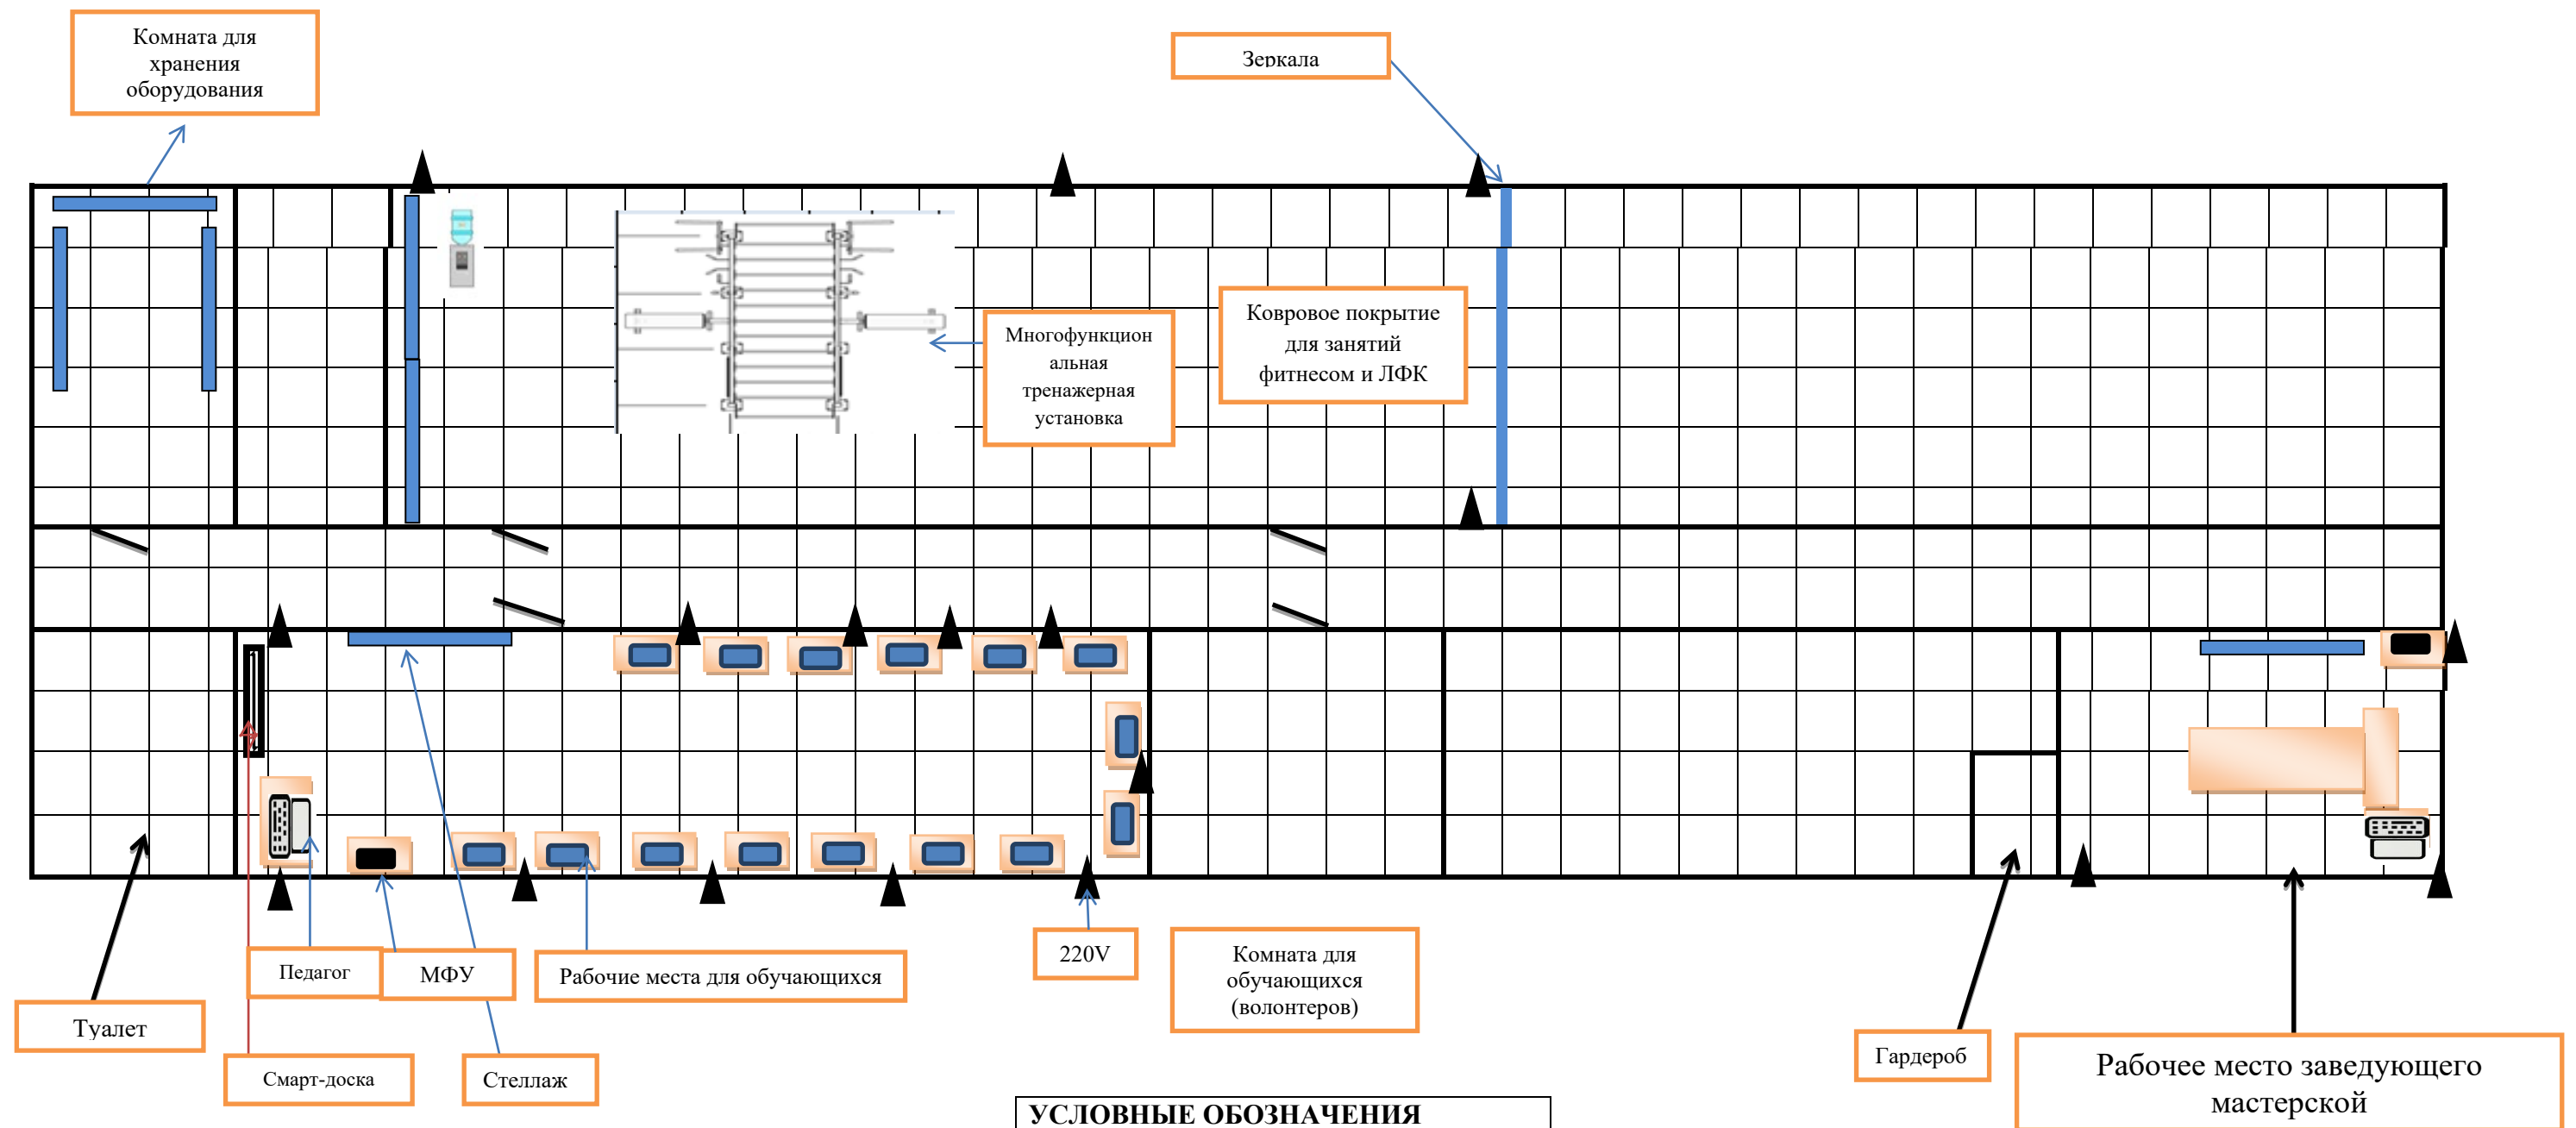 Комната для
хранения
оборудования
Зеркала
Многофункцион
альная
тренажерная
установка
Ковровое покрытие
для занятий
фитнесом и ЛФК
Педагог
МФУ
Рабочие места для обучающихся
220V
Комната для
обучающихся
(волонтеров)
Туалет
Смарт-доска
Стеллаж
Гардероб
Рабочее место заведующего
мастерской
УСЛОВНЫЕ ОБОЗНАЧЕНИЯ